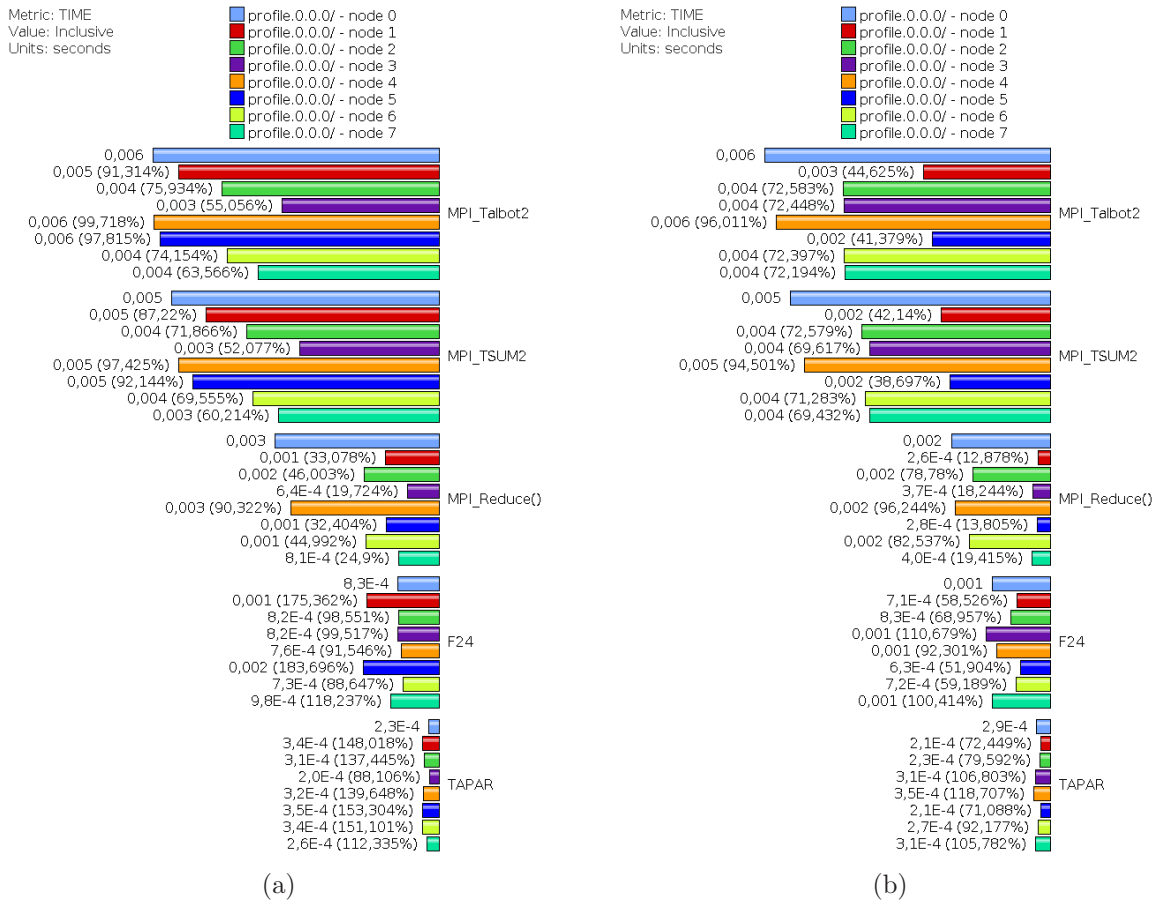 Metric: TIME
Value: Inclusive
Units: seconds
profile.0.0.0/ - node 0
profile.0.0.0/ - node 1
profile.0.0.0/ - node 2
profile.0.0.0/ - node 3
profile.0.0.0/ - node 4
profile.0.0.0/ - node 5
profile.0.0.0/ - node 6
profile.0.0.0/ - node 7
0,006
0,005 (91,314%)
0,004 (75,934%)
0,003 (55,056%)
MPI_Talbot2
0,006 (99,718%)
0,006 (97,815%)
0,004 (74,154%)
0,004 (63,566%)
0,005
0,005 (87,22%)
0,004 (71,866%)
0,003 (52,077%)
MPI_TSUM2
0,005 (97,425%)
0,005 (92,144%)
0,004 (69,555%)
0,003 (60,214%)
0,003
0,001 (33,078%)
0,002 (46,003%)
6,4E-4 (19,724%)
MPI_Reduce()
0,003 (90,322%)
0,001 (32,404%)
0,001 (44,992%)
8,1E-4 (24,9%)
8,3E-4
0,001 (175,362%)
8,2E-4 (98,551%)
8,2E-4 (99,517%)
F24
7,6E-4 (91,546%)
0,002 (183,696%)
7,3E-4 (88,647%)
9,8E-4 (118,237%)
2,3E-4
3,4E-4 (148,018%)
3,1E-4 (137,445%)
2,0E-4 (88,106%)
TAPAR
3,2E-4 (139,648%)
3,5E-4 (153,304%)
3,4E-4 (151,101%)
2,6E-4 (112,335%)
(a)
Metric: TIME
Value: Inclusive
Units: seconds
profile.0.0.0/ - node 0
profile.0.0.0/ - node 1
profile.0.0.0/ - node 2
profile.0.0.0/ - node 3
profile.0.0.0/ - node 4
profile.0.0.0/ - node 5
profile.0.0.0/ - node 6
profile.0.0.0/ - node 7
0,006
0,003 (44,625%)
0,004 (72,583%)
0,004 (72,448%)
MPI_Talbot2
0,006 (96,011%)
0,002 (41,379%)
0,004 (72,397%)
0,004 (72,194%)
0,005
0,002 (42,14%)
0,004 (72,579%)
0,004 (69,617%)
MPI_TSUM2
0,005 (94,501%)
0,002 (38,697%)
0,004 (71,283%)
0,004 (69,432%)
0,002
2,6E-4 (12,878%)
0,002 (78,78%)
3,7E-4 (18,244%)
MPI_Reduce()
0,002 (96,244%)
2,8E-4 (13,805%)
0,002 (82,537%)
4,0E-4 (19,415%)
0,001
7,1E-4 (58,526%)
8,3E-4 (68,957%)
0,001 (110,679%)
F24
0,001 (92,301%)
6,3E-4 (51,904%)
7,2E-4 (59,189%)
0,001 (100,414%)
2,9E-4
2,1E-4 (72,449%)
2,3E-4 (79,592%)
3,1E-4 (106,803%)
TAPAR
3,5E-4 (118,707%)
2,1E-4 (71,088%)
2,7E-4 (92,177%)
3,1E-4 (105,782%)
(b)